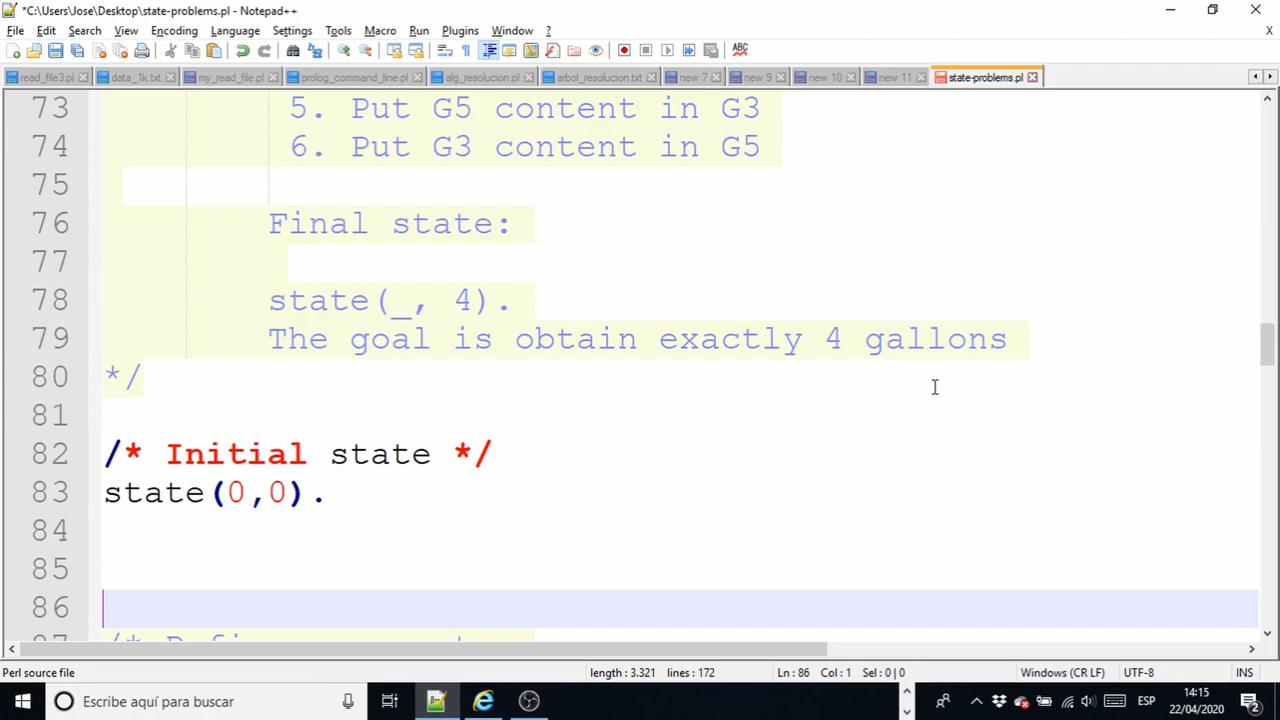 *C:\Users\Jose\Desktop\state-problems.pl - Notepad++
File Edit Search View Encoding Language Settings Tools Macro Run Plugins Window ? X
read_file3.pl data_1k.txt my_read_file.pl prolog_command_line.pl alg_resolucion.pl arbol_resolucion.txt new 7 new 9 new 10 new 11 state-problems.pl
73 5. Put G5 content in G3
74 6. Put G3 content in G5
75
76 Final state:
77
78 state(_, 4).
79 The goal is obtain exactly 4 gallons
80 */
81
82 /* Initial state */
83 state(0,0).
84
85
86
Perl source file length : 3.321 lines : 172 Ln : 86 Col : 1 Sel : 0 | 0 Windows (CR LF) UTF-8 INS
Escribe aquí para buscar ESP 14:15
22/04/2020 2